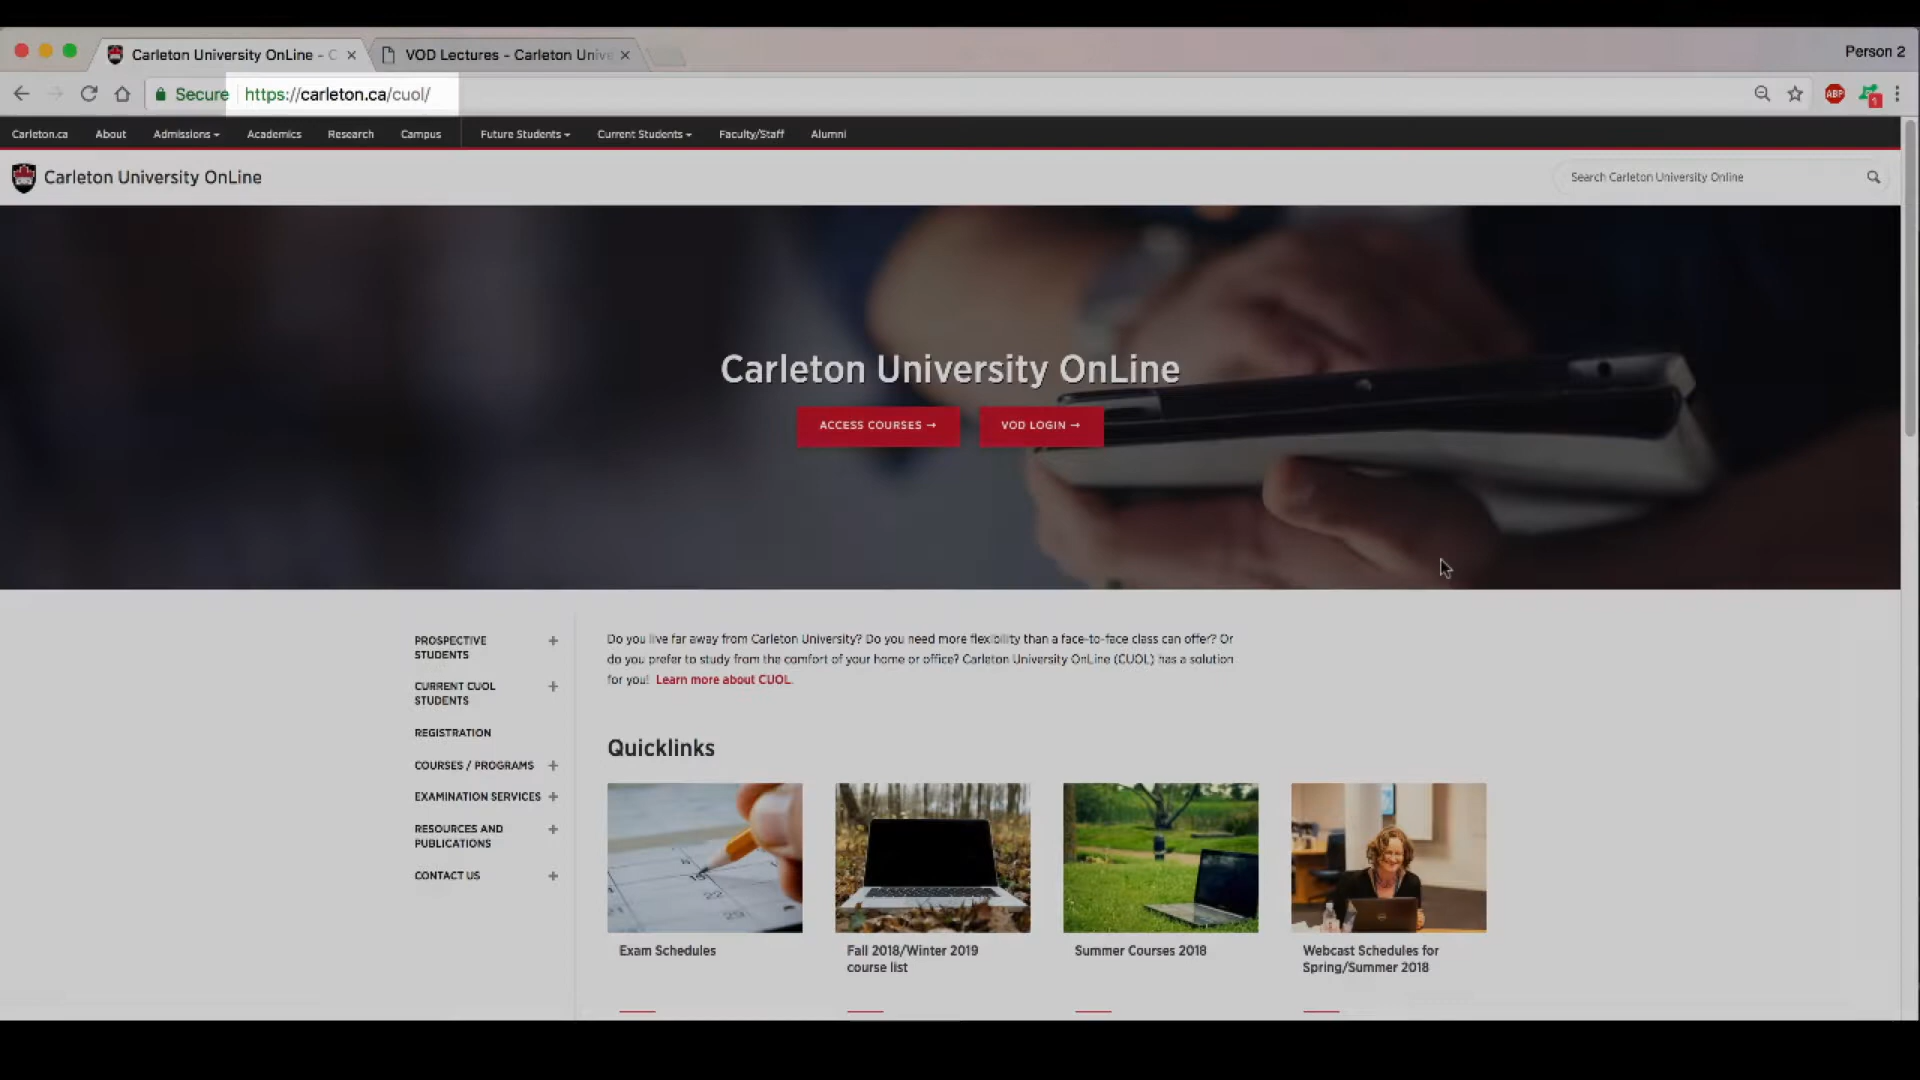 Carleton University OnLine - C
VOD Lectures - Carleton Unive
Person 2
Secure
https://carleton.ca/cuol/
ABP
1
Carleton.ca
About
Admissions
Academics
Research
Campus
Future Students
Current Students
Faculty/Staff
Alumni
Carleton University OnLine
Search Carleton University Online
Carleton University OnLine
ACCESS COURSES →
VOD LOGIN →
PROSPECTIVE
STUDENTS
CURRENT CUOL
STUDENTS
REGISTRATION
COURSES / PROGRAMS
EXAMINATION SERVICES
RESOURCES AND
PUBLICATIONS
CONTACT US
Do you live far away from Carleton University? Do you need more flexibility than a face-to-face class can offer? Or
do you prefer to study from the comfort of your home or office? Carleton University OnLine (CUOL) has a solution
for you! Learn more about CUOL.
Quicklinks
Exam Schedules
Fall 2018/Winter 2019
course list
Summer Courses 2018
Webcast Schedules for
Spring/Summer 2018